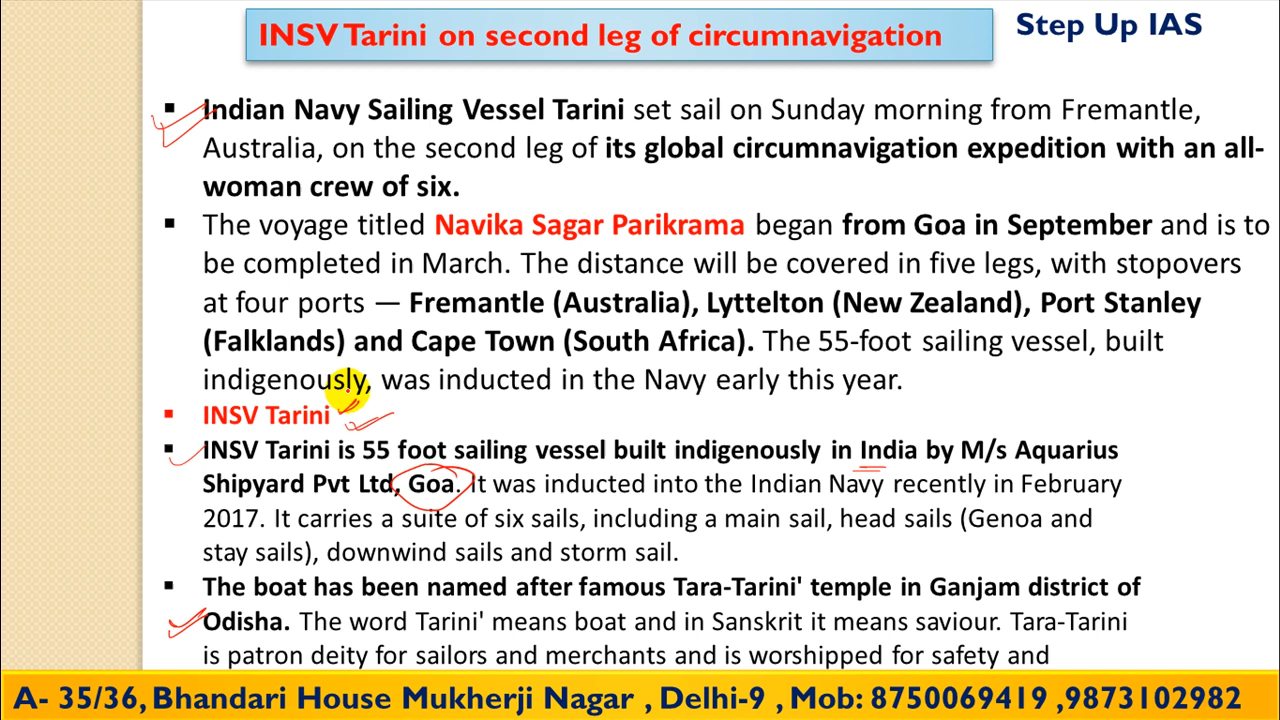 INSV Tarini on second leg of circumnavigation
Step Up IAS
Indian Navy Sailing Vessel Tarini set sail on Sunday morning from Fremantle,
Australia, on the second leg of its global circumnavigation expedition with an all-
woman crew of six.
The voyage titled Navika Sagar Parikrama began from Goa in September and is to
be completed in March. The distance will be covered in five legs, with stopovers
at four ports — Fremantle (Australia), Lyttelton (New Zealand), Port Stanley
(Falklands) and Cape Town (South Africa). The 55-foot sailing vessel, built
indigenously, was inducted in the Navy early this year.
INSV Tarini
INSV Tarini is 55 foot sailing vessel built indigenously in India by M/s Aquarius
Shipyard Pvt Ltd, Goa. It was inducted into the Indian Navy recently in February
2017. It carries a suite of six sails, including a main sail, head sails (Genoa and
stay sails), downwind sails and storm sail.
The boat has been named after famous Tara-Tarini' temple in Ganjam district of
Odisha. The word Tarini' means boat and in Sanskrit it means saviour. Tara-Tarini
is patron deity for sailors and merchants and is worshipped for safety and
A- 35/36, Bhandari House Mukherji Nagar , Delhi-9 , Mob: 8750069419 ,9873102982